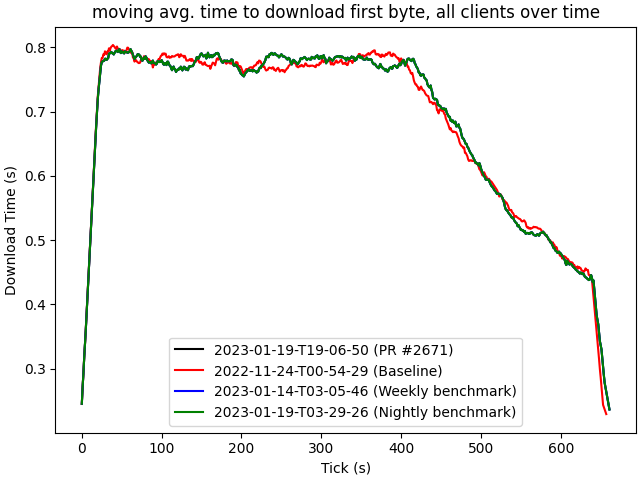 moving avg. time to download first byte, all clients over time
0.8
0.7
0.6
0.5
0.4
0.3
Download Time (s)
2023-01-19-T19-06-50 (PR #2671)
2022-11-24-T00-54-29 (Baseline)
2023-01-14-T03-05-46 (Weekly benchmark)
2023-01-19-T03-29-26 (Nightly benchmark)
0 100 200 300 400 500 600
Tick (s)